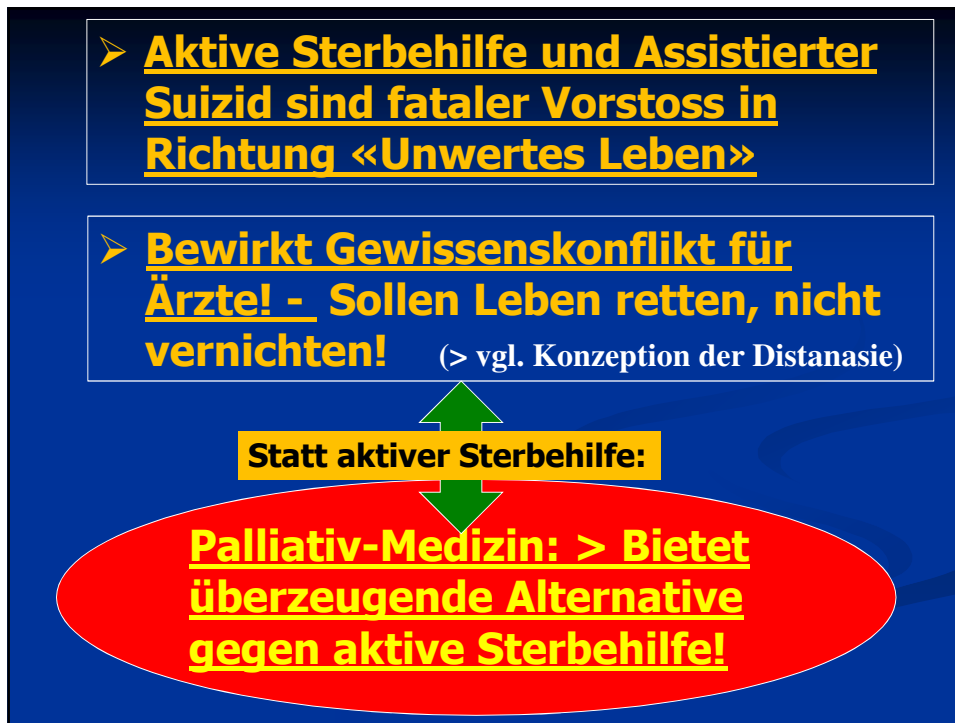 ➢ Aktive Sterbehilfe und Assistierter
Suizid sind fataler Vorstoss in
Richtung «Unwertes Leben»
➢ Bewirkt Gewissenskonflikt für
Ärzte! - Sollen Leben retten, nicht
vernichten! (> vgl. Konzeption der Distanasie)
Statt aktiver Sterbehilfe:
Palliativ-Medizin: > Bietet
überzeugende Alternative
gegen aktive Sterbehilfe!